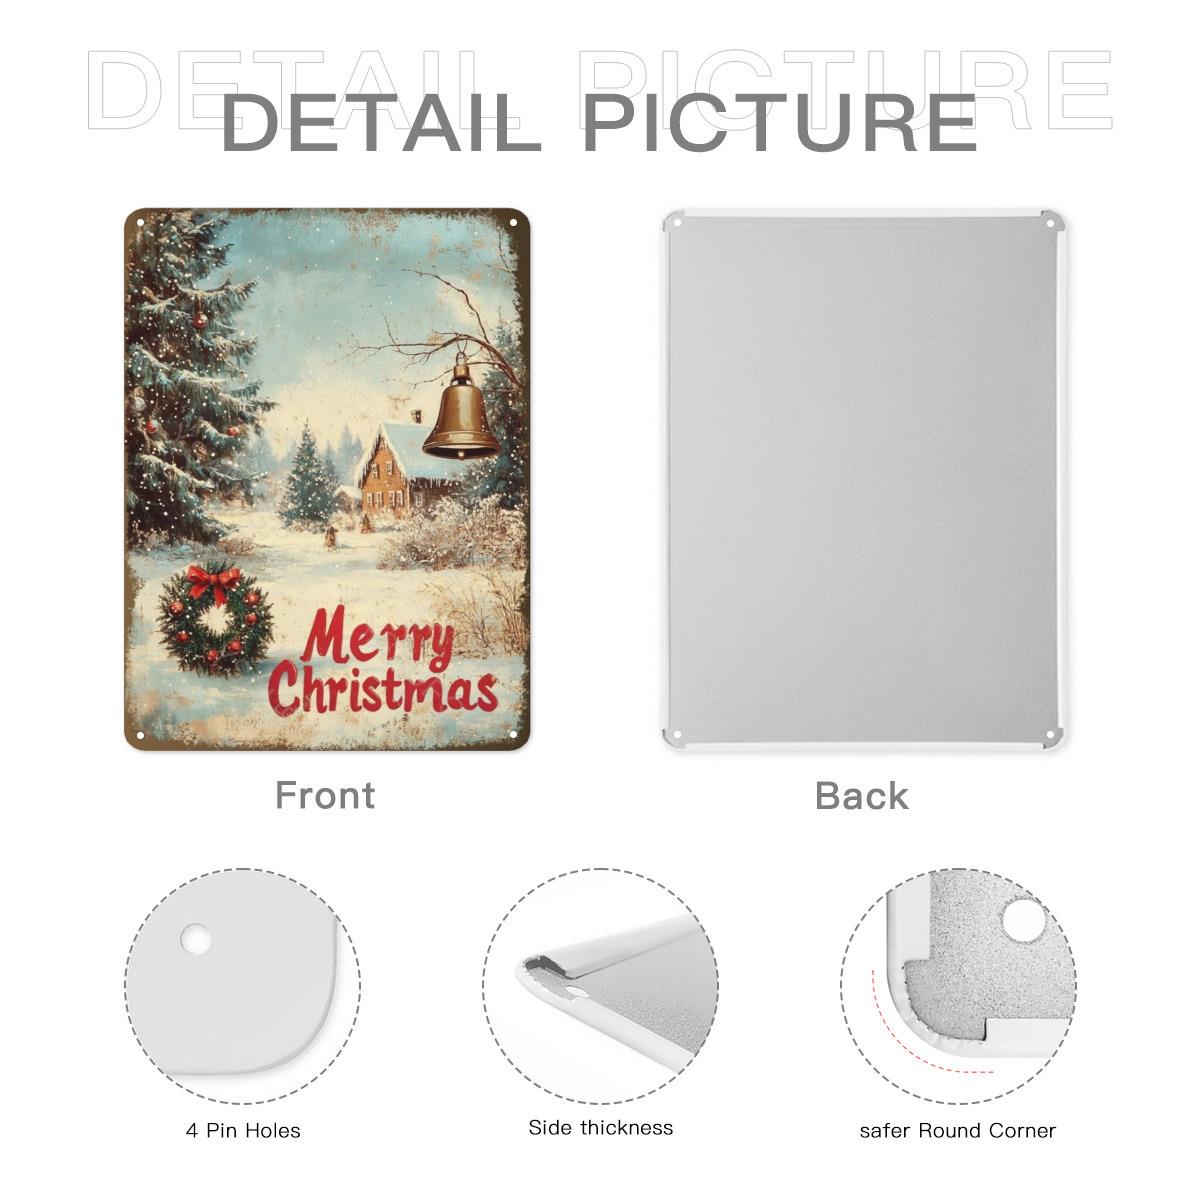 DETAIL PICTURE
DETAIL PICTURE
Merry
Christmas
Front
Back
4 Pin Holes
Side thickness
safer Round Corner